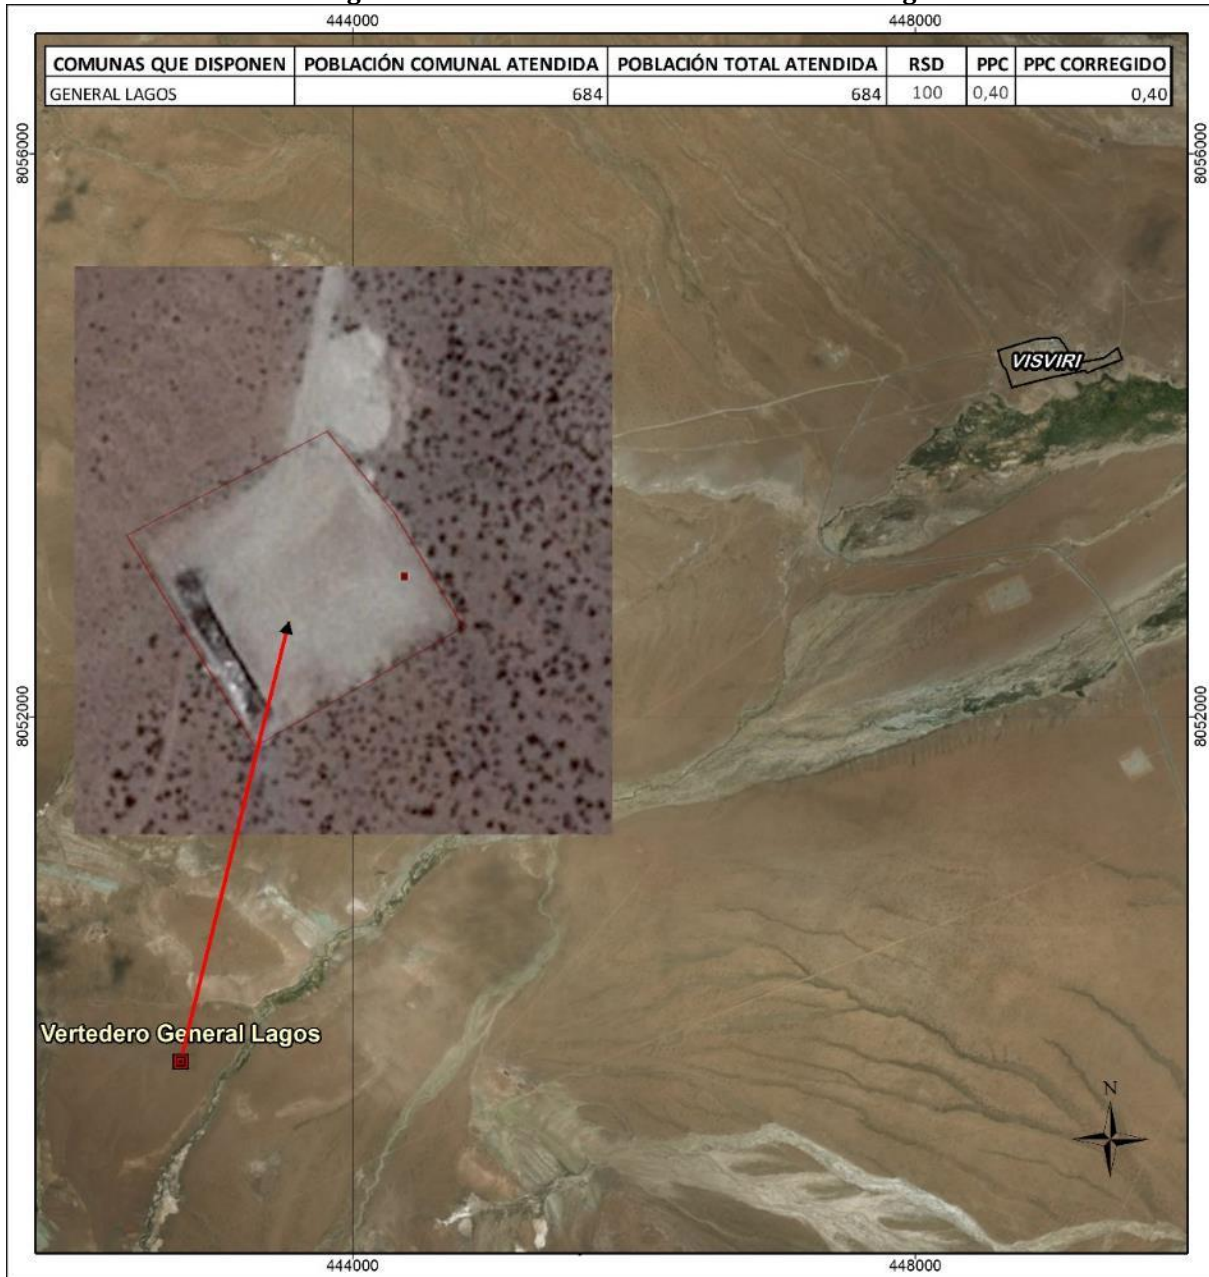 444000 448000
COMUNAS QUE DISPONEN POBLACIÓN COMUNAL ATENDIDA POBLACIÓN TOTAL ATENDIDA RSD PPC PPC CORREGIDO
GENERAL LAGOS 684 684 100 0,40 0,40
8056000 8056000
VISVIRI
8052000 8052000
Vertedero General Lagos
N
444000 448000